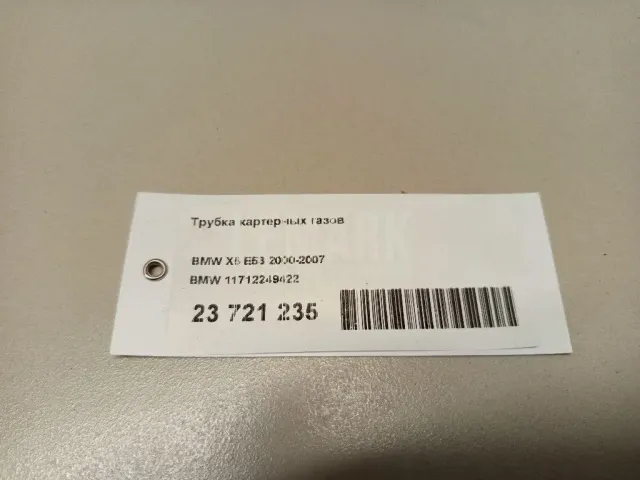 Трубка картерных газов
BMW X5 E53 2000-2007
BMW 11712249422
23 721 235